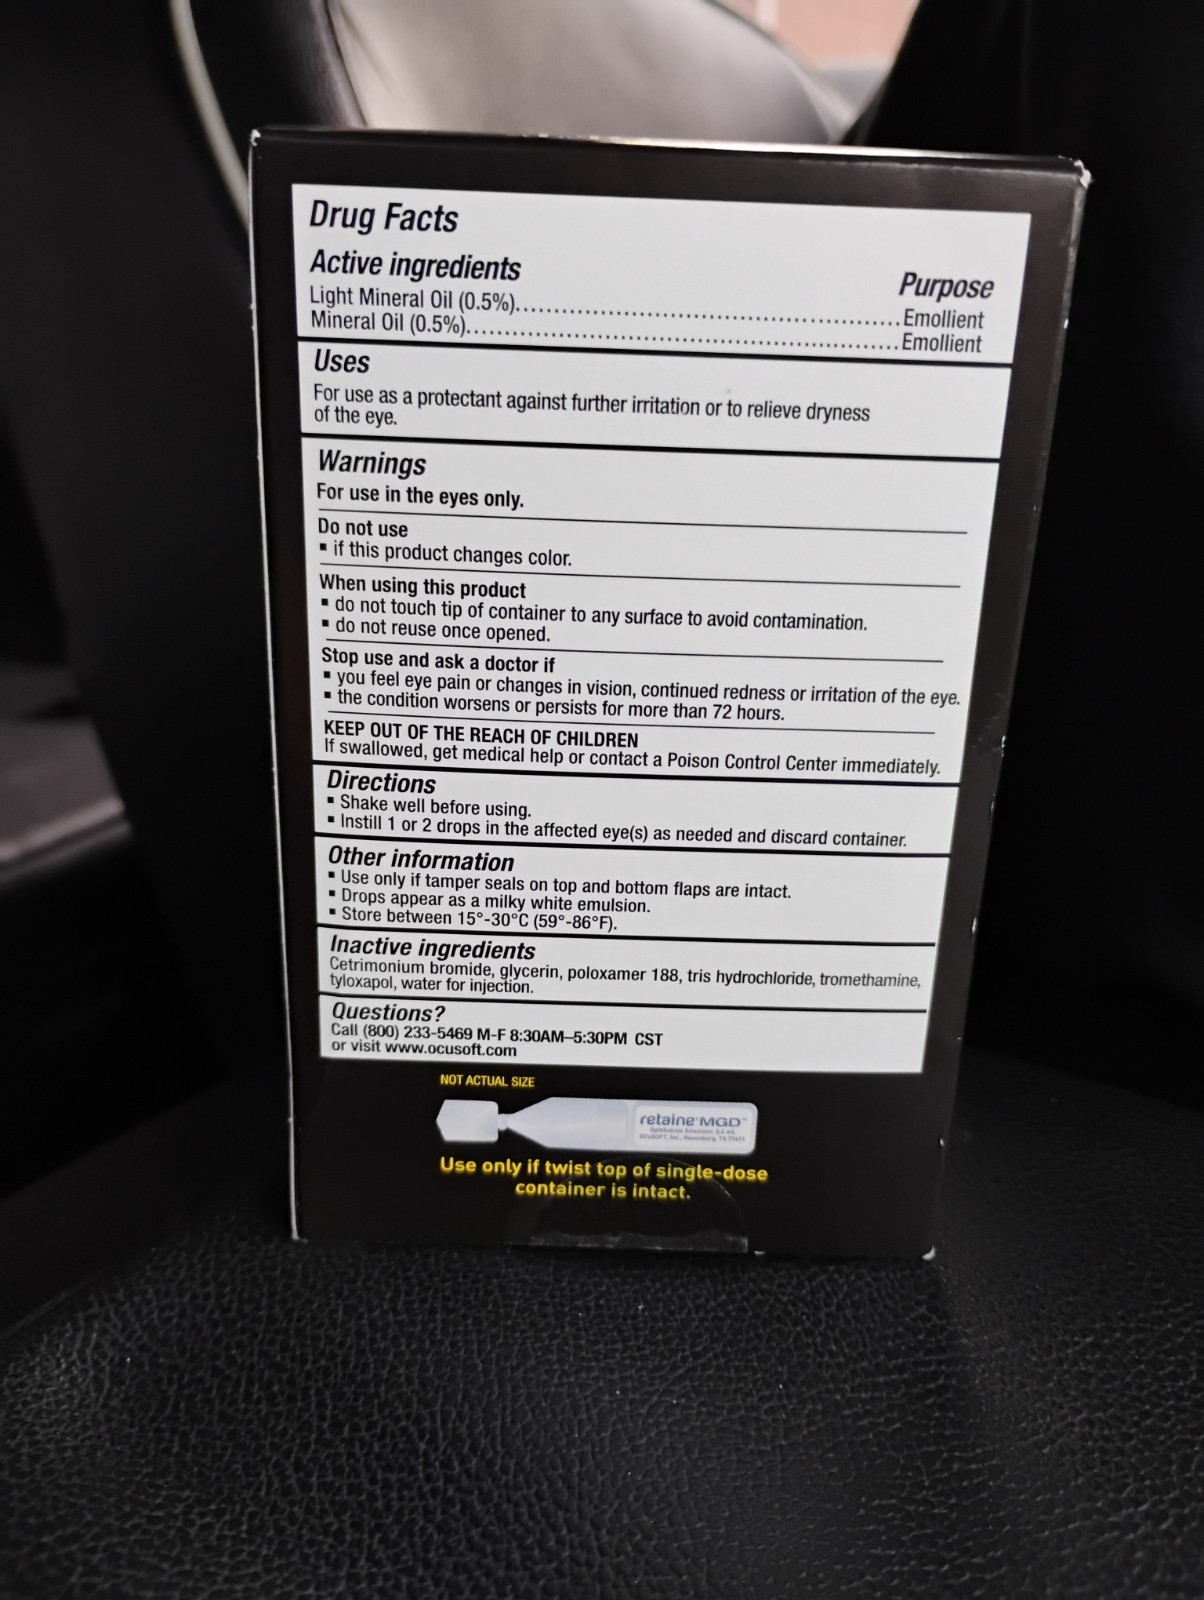 Drug Facts
Active ingredients
Purpose
Light Mineral Oil (0.5%)........................................................Emollient
Mineral Oil (0.5%)................................................................Emollient
Uses
For use as a protectant against further irritation or to relieve dryness
of the eye.
Warnings
For use in the eyes only.
Do not use
▪ if this product changes color.
When using this product
▪ do not touch tip of container to any surface to avoid contamination.
▪ do not reuse once opened.
Stop use and ask a doctor if
▪ you feel eye pain or changes in vision, continued redness or irritation of the eye.
▪ the condition worsens or persists for more than 72 hours.
KEEP OUT OF THE REACH OF CHILDREN
If swallowed, get medical help or contact a Poison Control Center immediately.
Directions
▪ Shake well before using.
▪ Instill 1 or 2 drops in the affected eye(s) as needed and discard container.
Other information
▪ Use only if tamper seals on top and bottom flaps are intact.
▪ Drops appear as a milky white emulsion.
▪ Store between 15°-30°C (59°-86°F).
Inactive ingredients
Cetrimonium bromide, glycerin, poloxamer 188, tris hydrochloride, tromethamine,
tyloxapol, water for injection.
Questions?
Call (800) 233-5469 M-F 8:30AM–5:30PM CST
or visit www.ocusoft.com
NOT ACTUAL SIZE
retaine MGD™
Ophthalmic Emulsion
OCuSOFT, Inc.,
Use only if twist top of single-dose
container is intact.